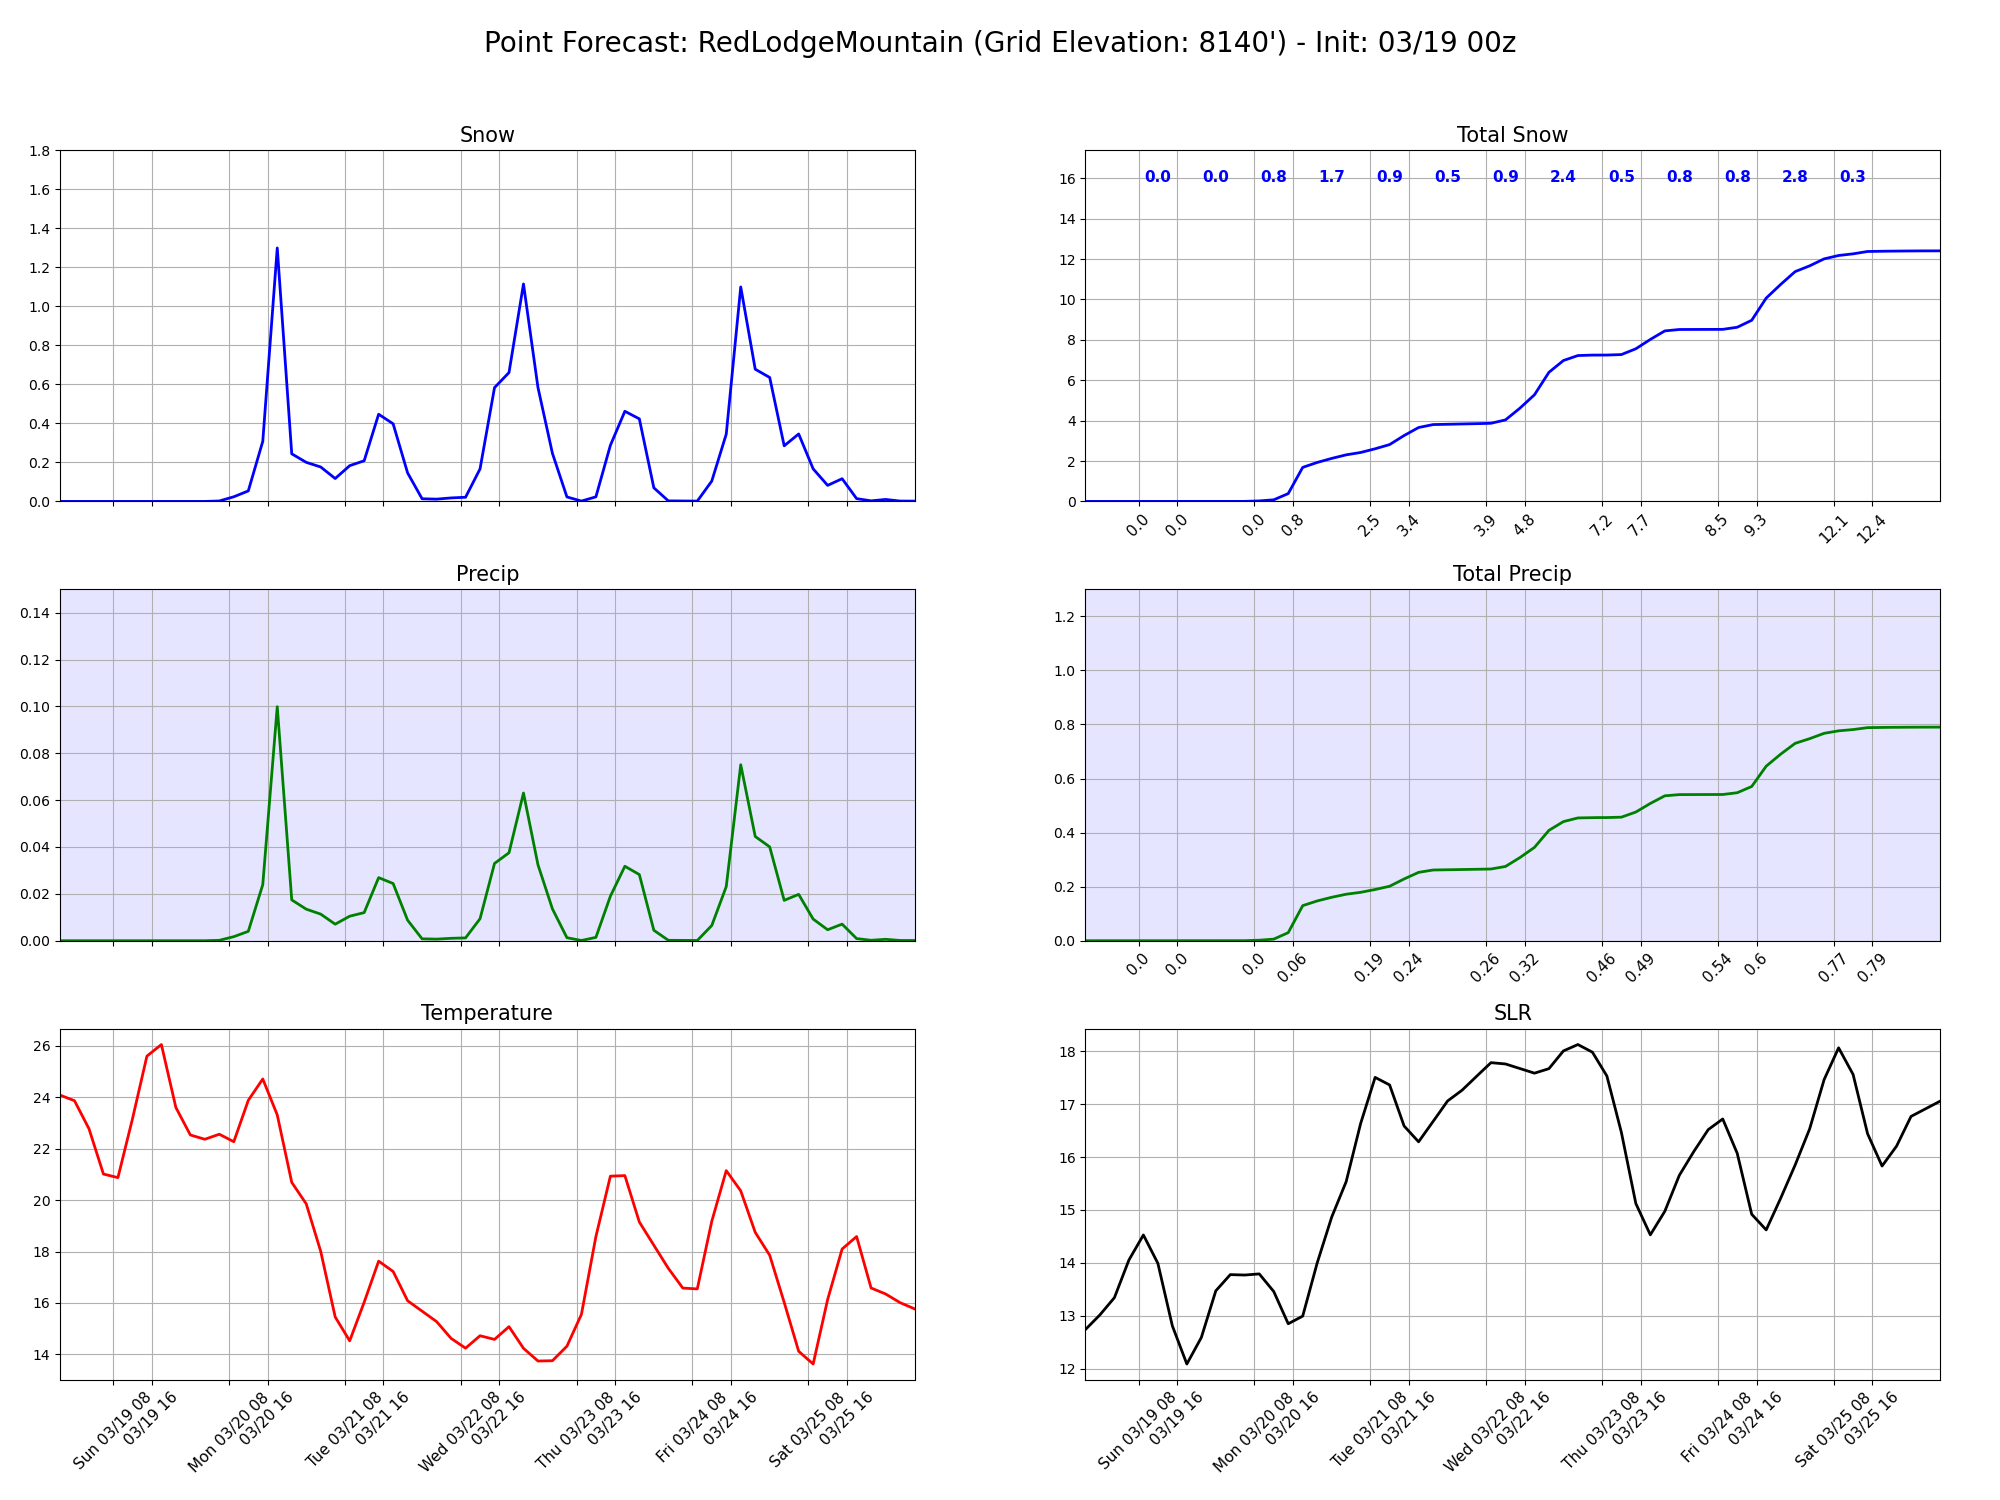 Point Forecast: RedLodgeMountain (Grid Elevation: 8140') - Init: 03/19 00z
Snow
1.8
1.6
1.4
1.2
1.0
0.8
0.6
0.4
0.2
0.0
Total Snow
0.0 0.0 0.8 1.7 0.9 0.5 0.9 2.4 0.5 0.8 0.8 2.8 0.3
16
14
12
10
8
6
4
2
0
0.0 0.0 0.0 0.8 2.5 3.4 3.9 4.8 7.2 7.7 8.5 9.3 12.1 12.4
Precip
0.14
0.12
0.10
0.08
0.06
0.04
0.02
0.00
Total Precip
1.2
1.0
0.8
0.6
0.4
0.2
0.0
0.0 0.0 0.0 0.06 0.19 0.24 0.26 0.32 0.46 0.49 0.54 0.6 0.77 0.79
Temperature
26
24
22
20
18
16
14
Sun 03/19 08
03/19 16
Mon 03/20 08
03/20 16
Tue 03/21 08
03/21 16
Wed 03/22 08
03/22 16
Thu 03/23 08
03/23 16
Fri 03/24 08
03/24 16
Sat 03/25 08
03/25 16
SLR
18
17
16
15
14
13
12
Sun 03/19 08
03/19 16
Mon 03/20 08
03/20 16
Tue 03/21 08
03/21 16
Wed 03/22 08
03/22 16
Thu 03/23 08
03/23 16
Fri 03/24 08
03/24 16
Sat 03/25 08
03/25 16